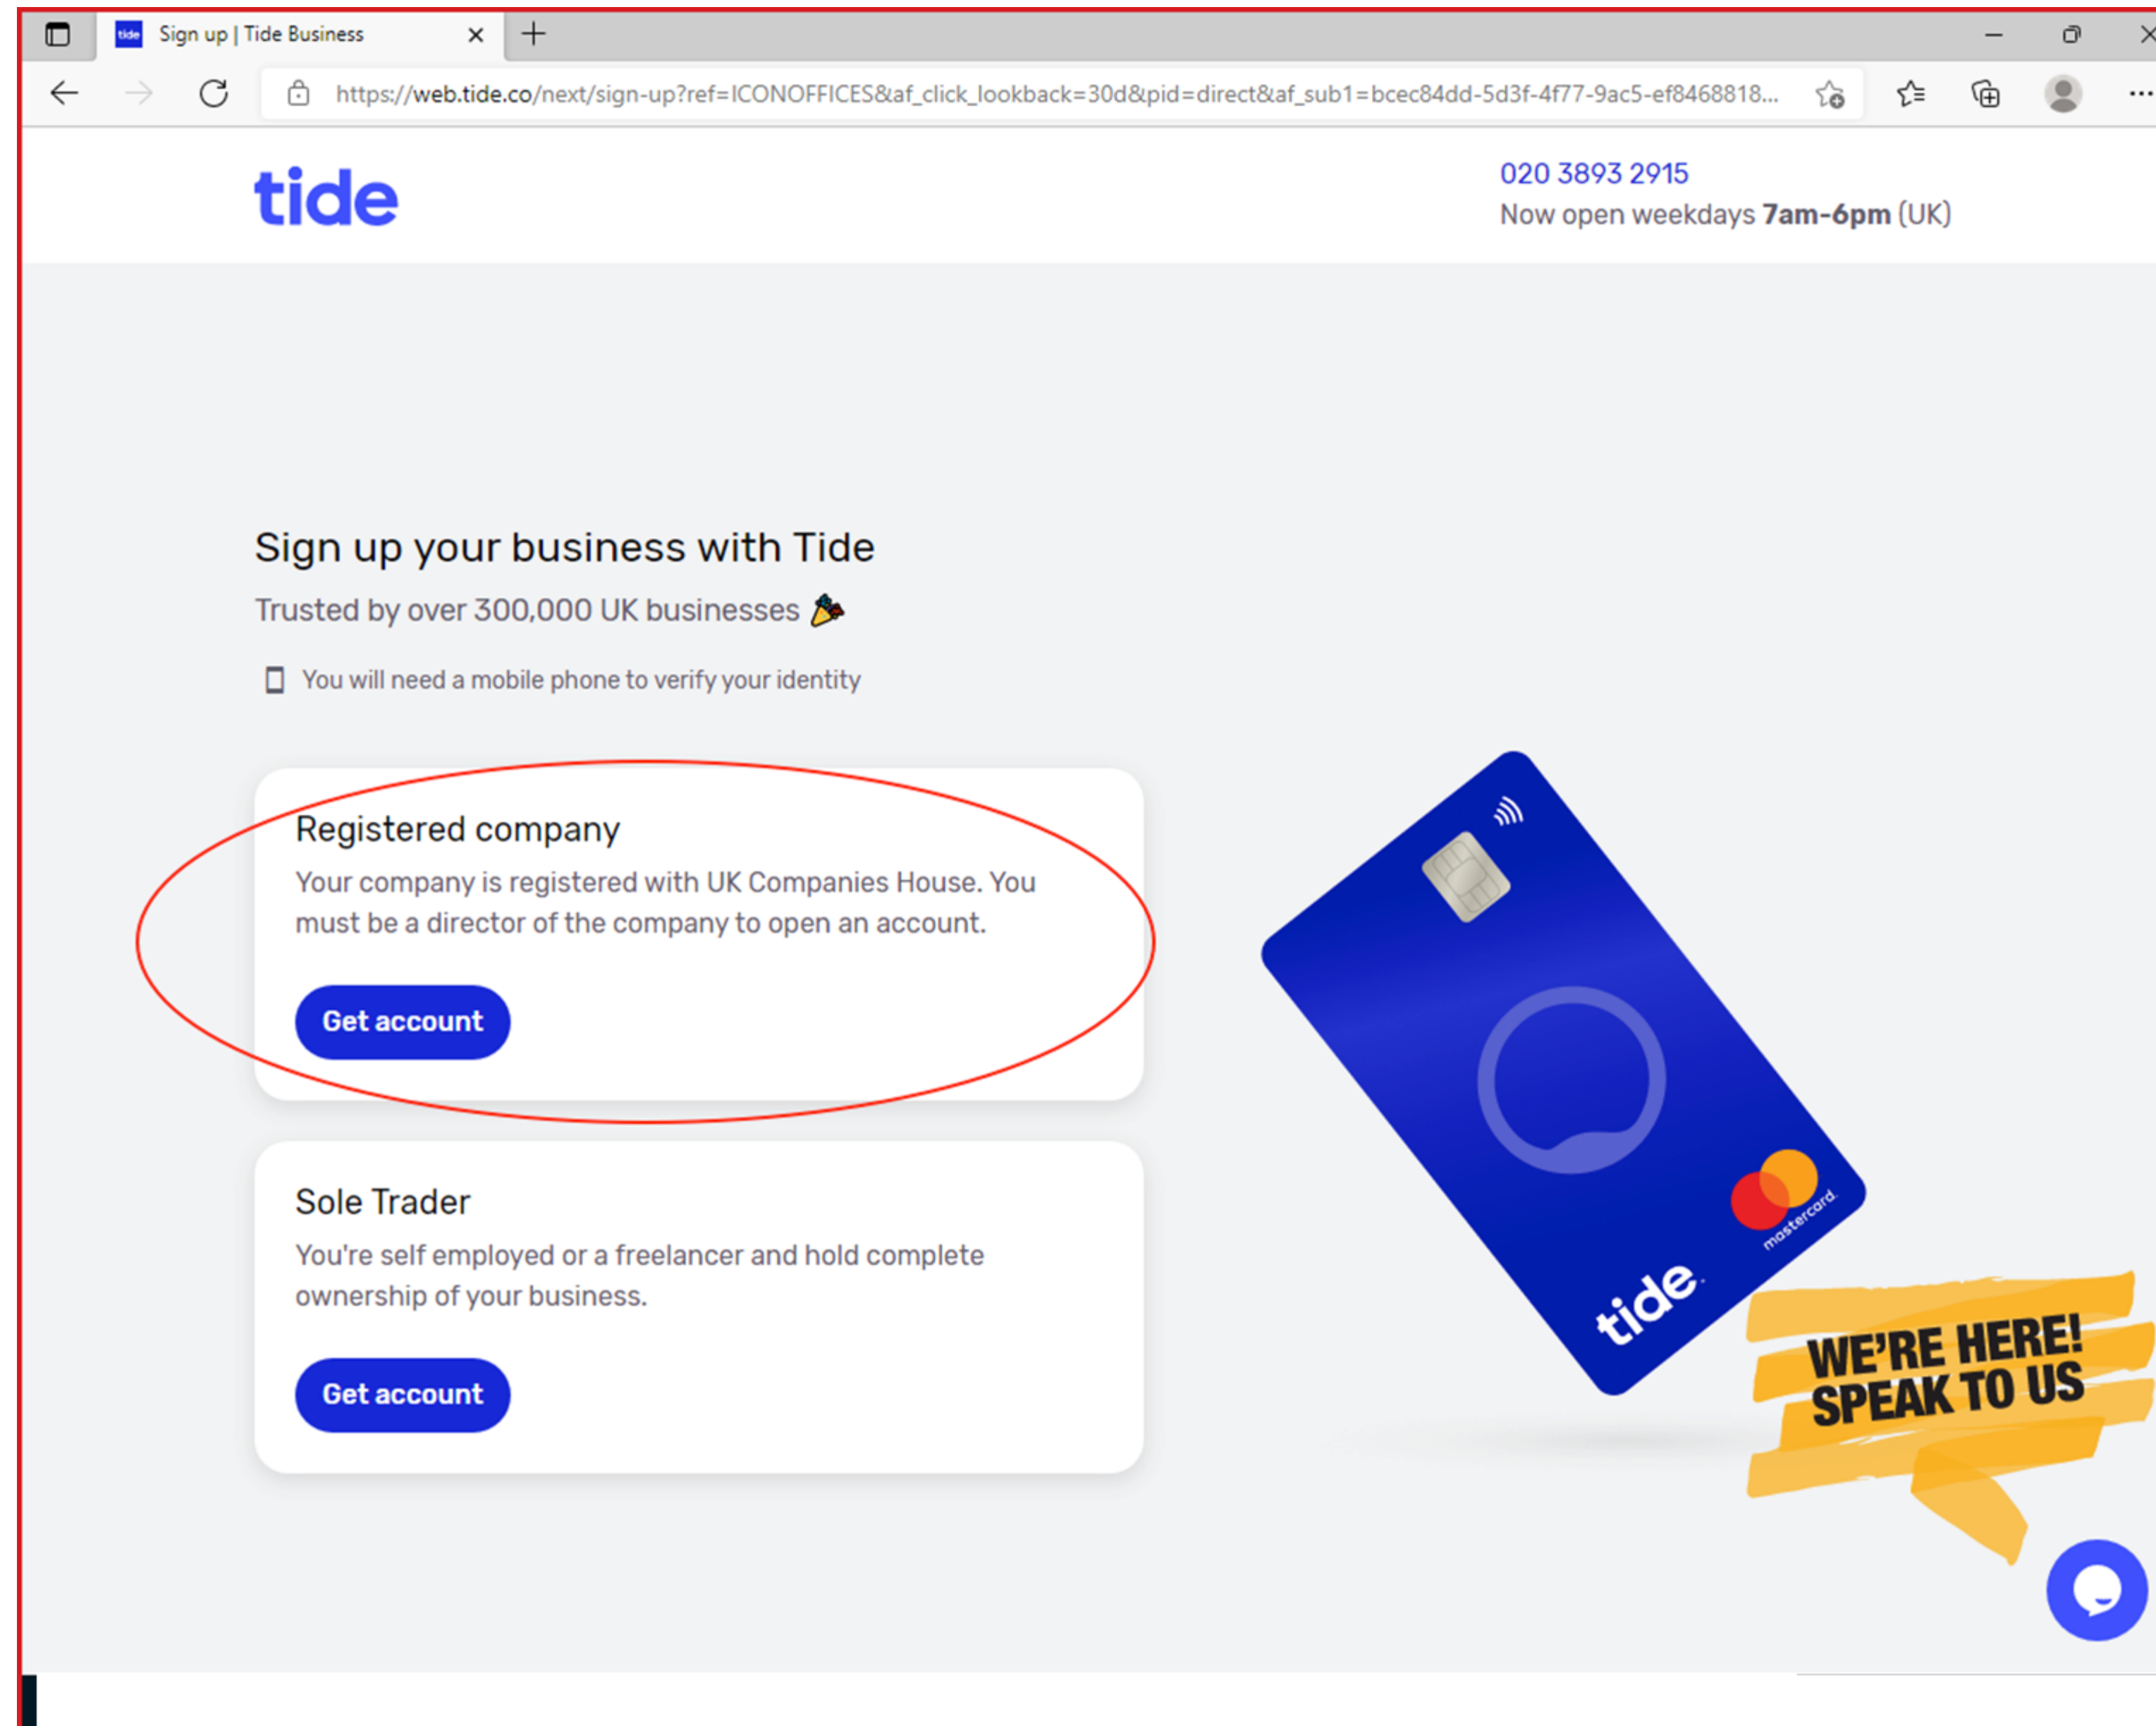 tide
Sign up | Tide Business
https://web.tide.co/next/sign-up?ref=ICONOFFICES&af_click_lookback=30d&pid=direct&af_sub1=bcec84dd-5d3f-4f77-9ac5-ef8468818...
tide
020 3893 2915
Now open weekdays 7am-6pm (UK)
Sign up your business with Tide
Trusted by over 300,000 UK businesses
You will need a mobile phone to verify your identity
Registered company
Your company is registered with UK Companies House. You
must be a director of the company to open an account.
Get account
Sole Trader
You're self employed or a freelancer and hold complete
ownership of your business.
Get account
mastercard.
tide
WE'RE HERE!
SPEAK TO US